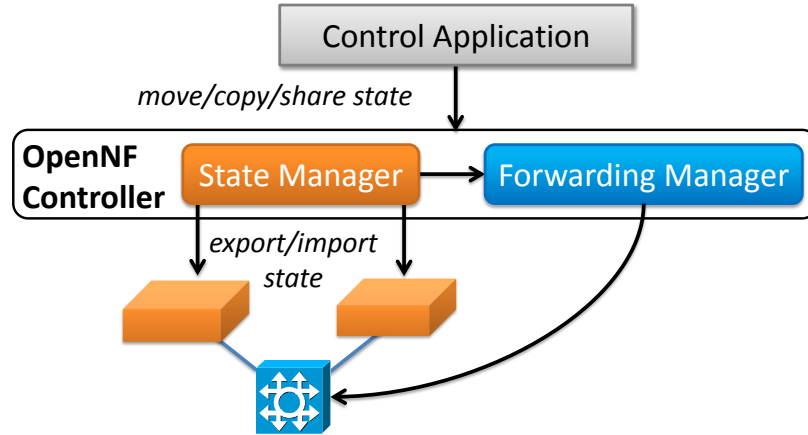 Control Application
move/copy/share state
OpenNF
Controller
State Manager
Forwarding Manager
export/import
state